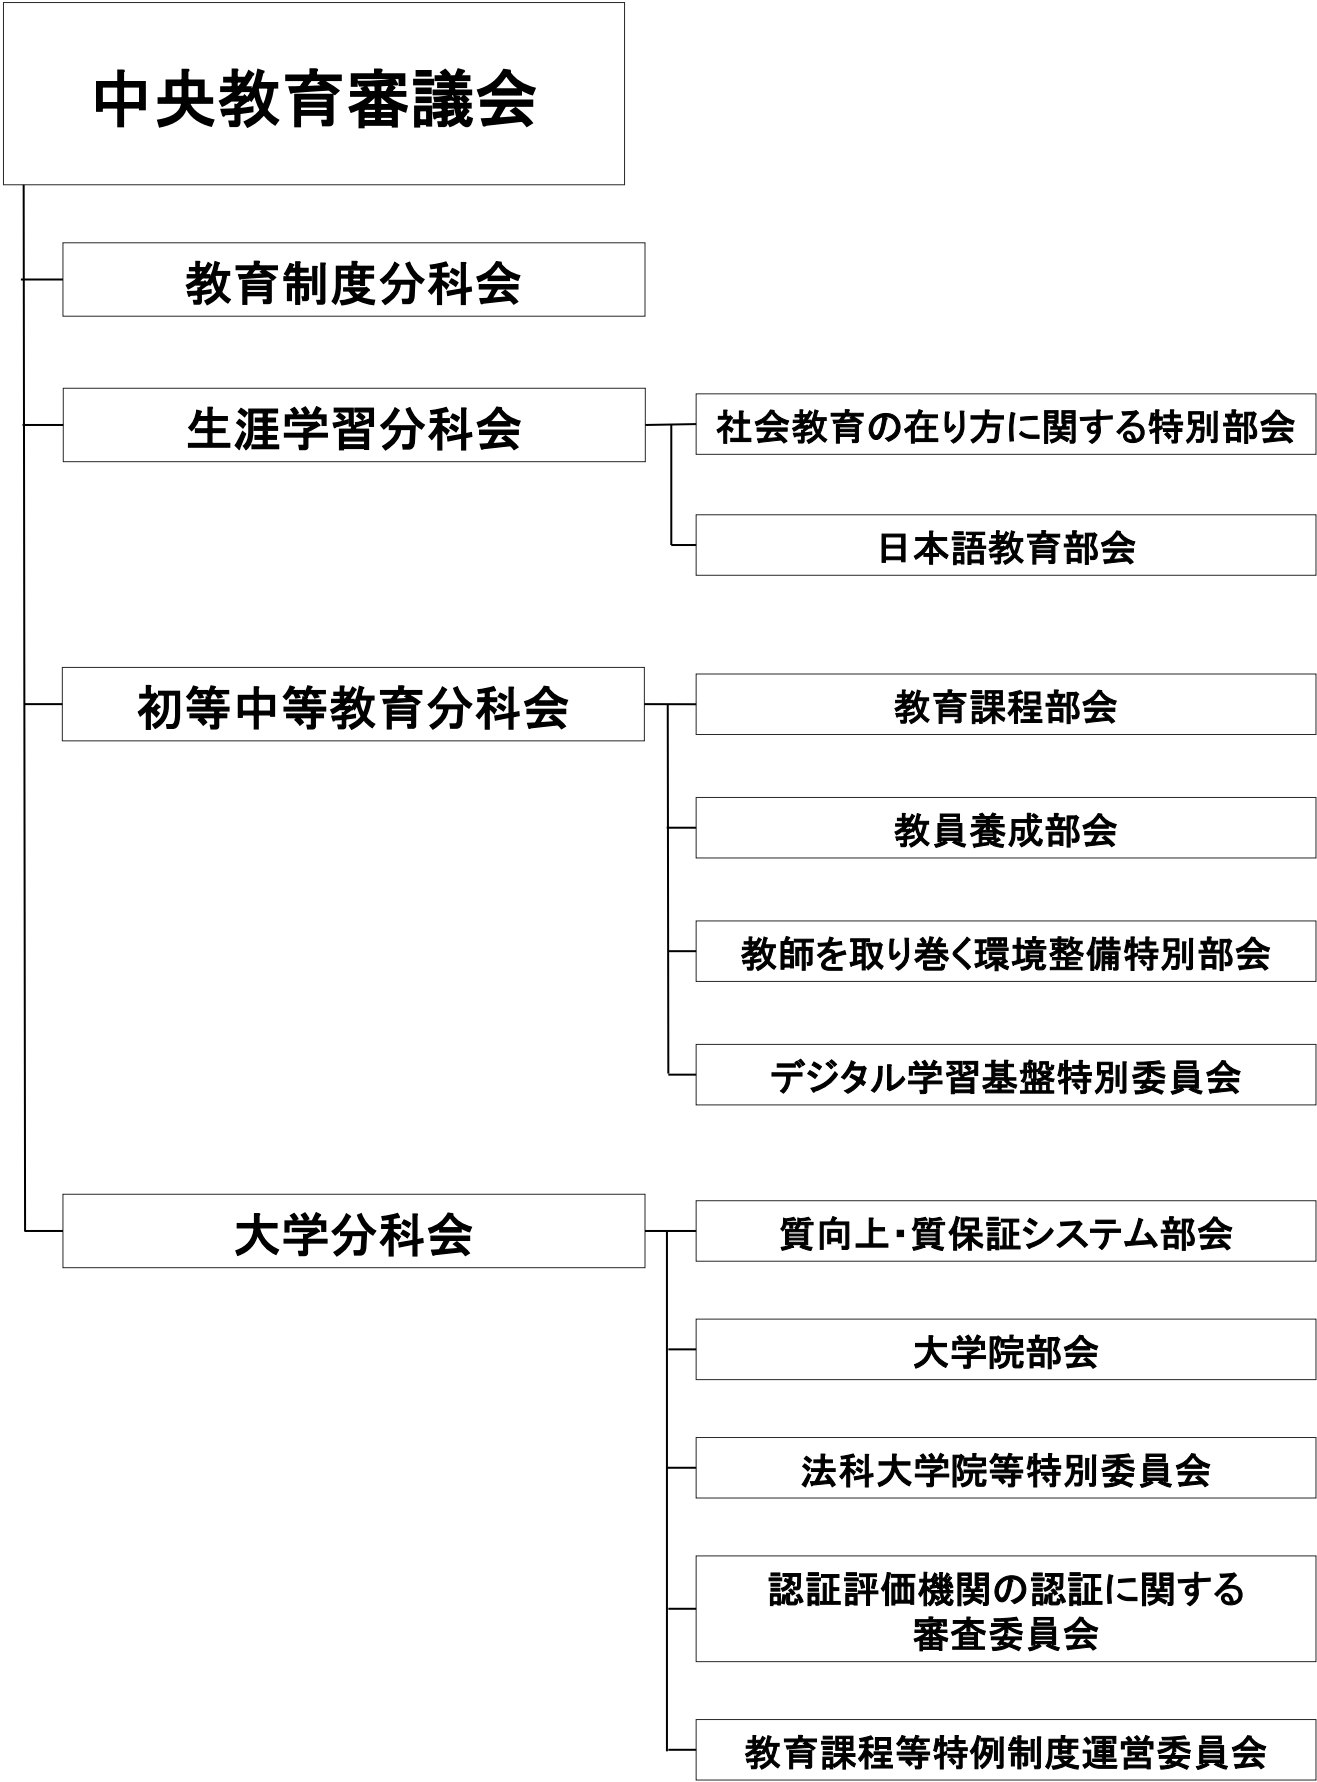 中央教育審議会
教育制度分科会
生涯学習分科会
社会教育の在り方に関する特別部会
日本語教育部会
初等中等教育分科会
教育課程部会
教員養成部会
教師を取り巻く環境整備特別部会
デジタル学習基盤特別委員会
大学分科会
質向上・質保証システム部会
大学院部会
法科大学院等特別委員会
認証評価機関の認証に関する
審査委員会
教育課程等特例制度運営委員会